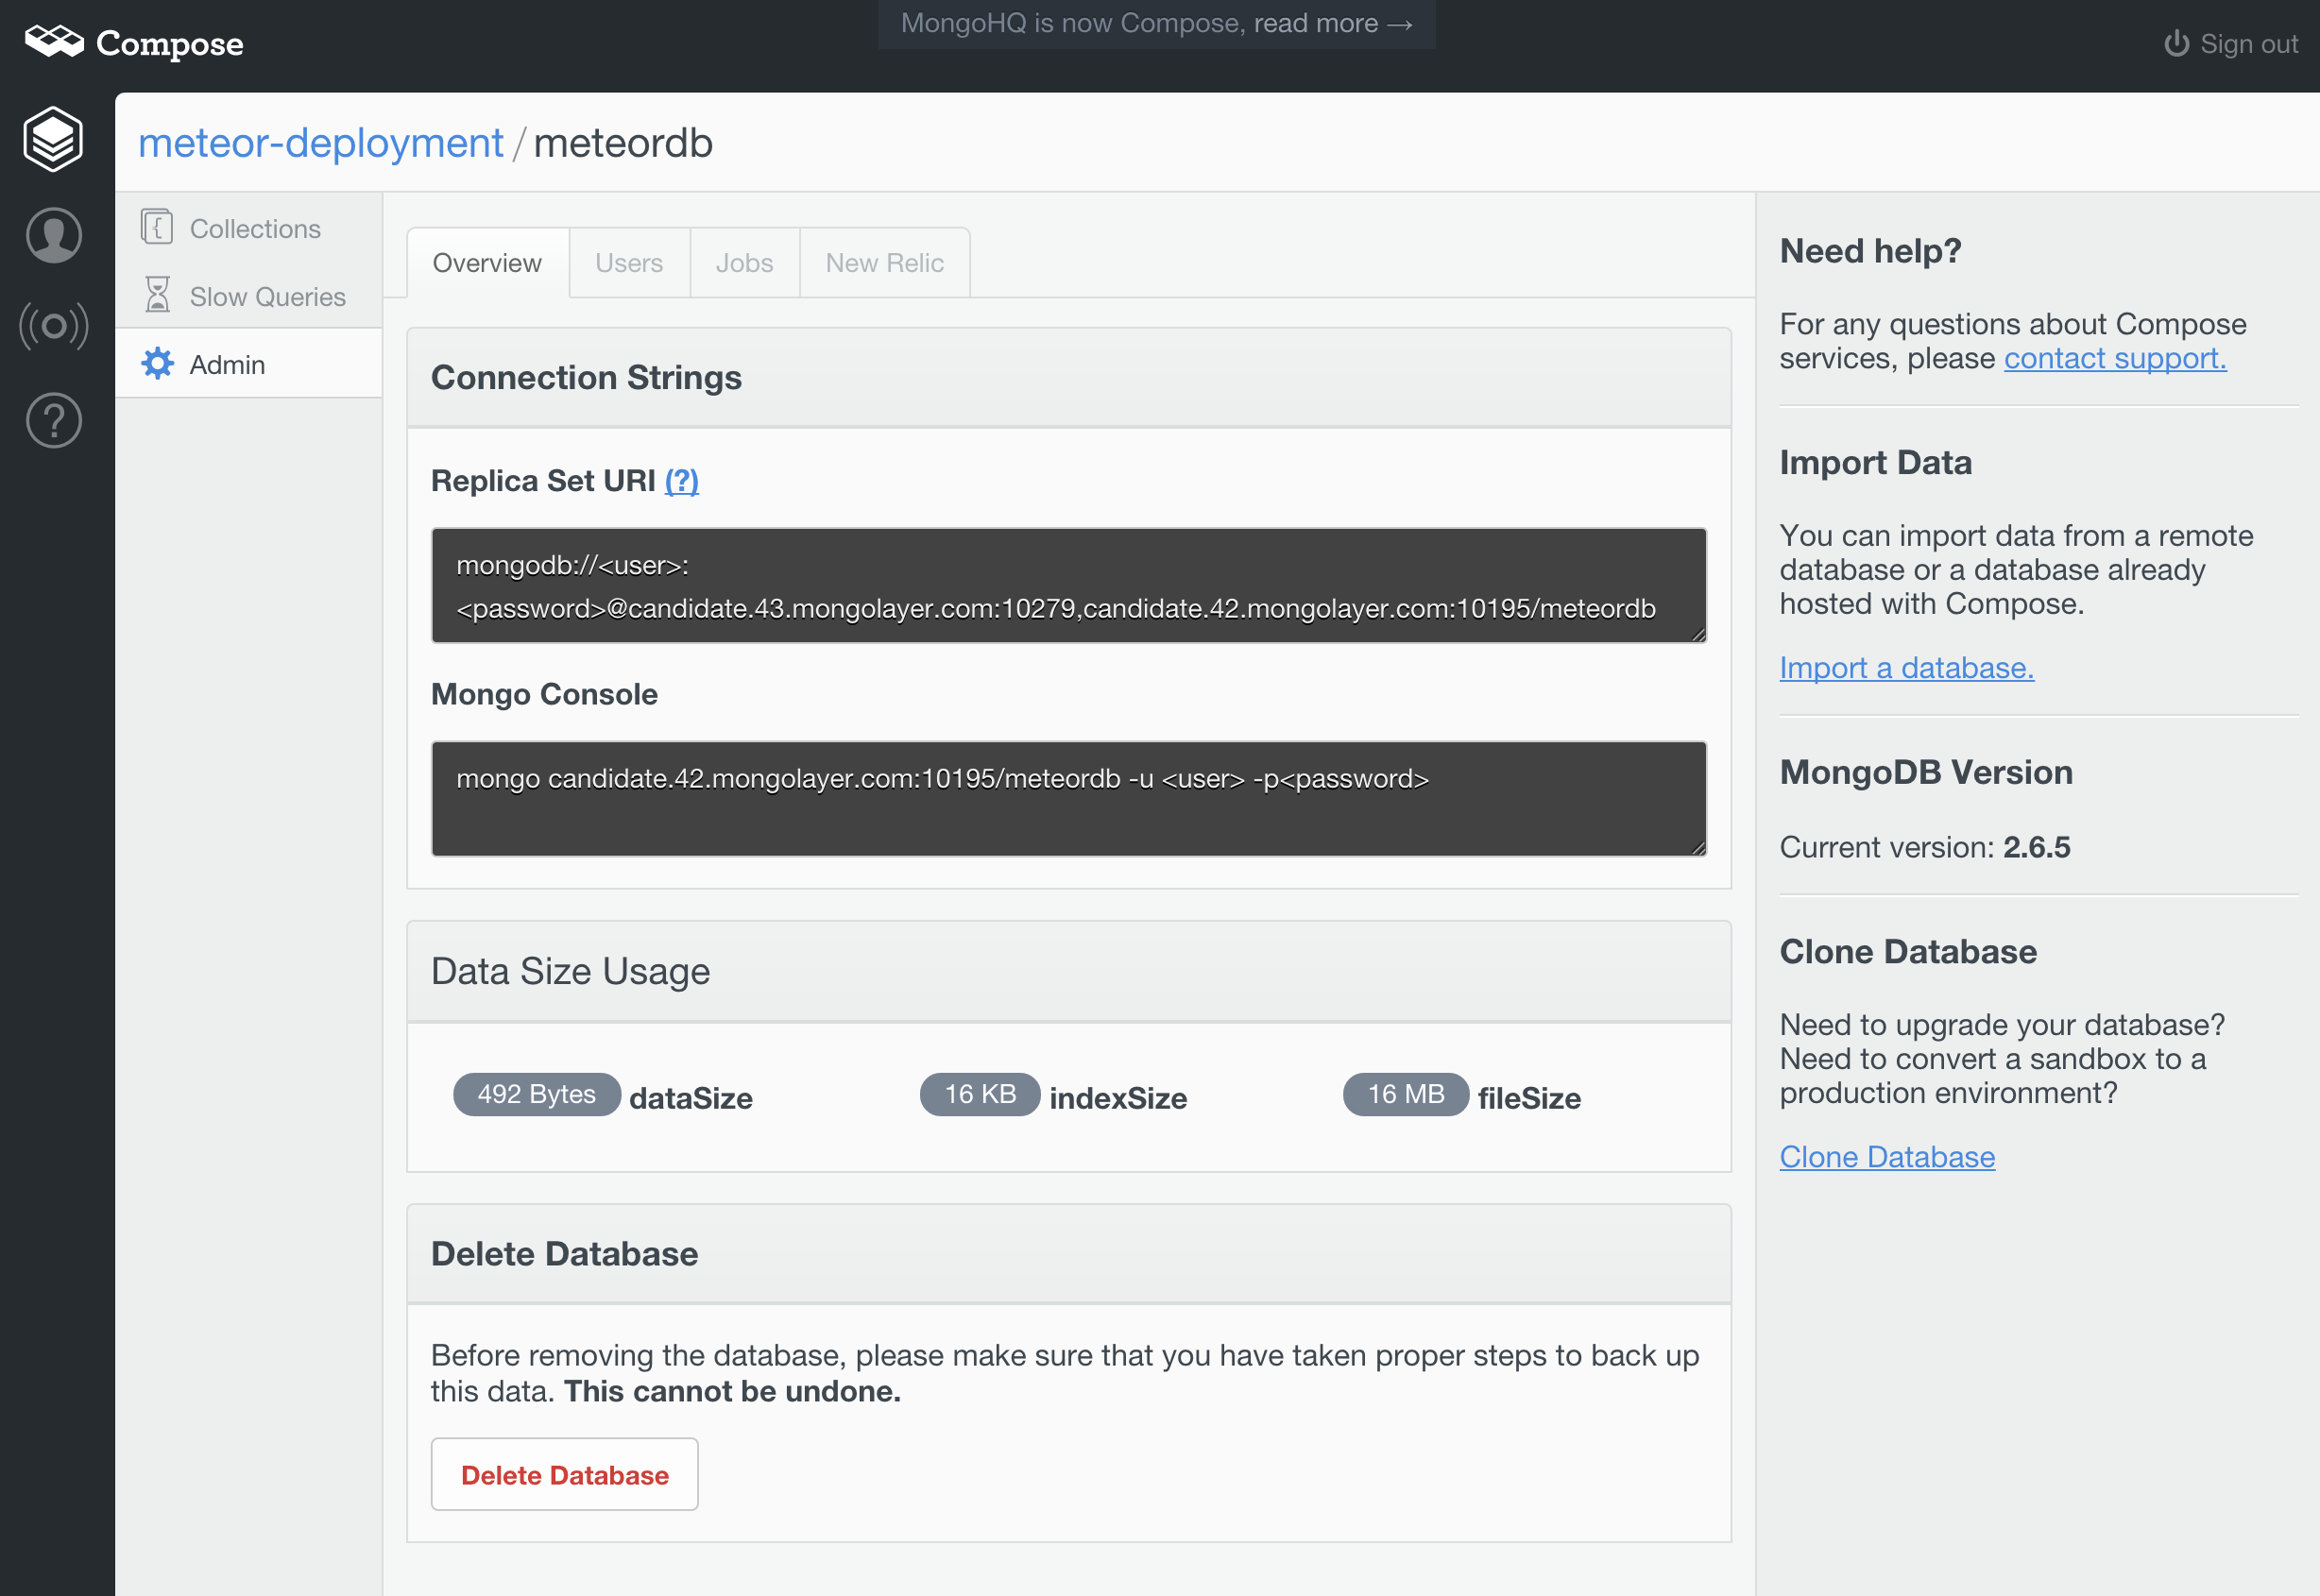 Compose
MongoHQ is now Compose, read more →
Sign out
meteor-deployment / meteordb
Collections
Slow Queries
Admin
Overview
Users
Jobs
New Relic
Connection Strings
Replica Set URI (?)
mongodb://<user>:
<password>@candidate.43.mongolayer.com:10279,candidate.42.mongolayer.com:10195/meteordb
Mongo Console
mongo candidate.42.mongolayer.com:10195/meteordb -u <user> -p<password>
Data Size Usage
492 Bytes dataSize
16 KB indexSize
16 MB fileSize
Delete Database
Before removing the database, please make sure that you have taken proper steps to back up
this data. This cannot be undone.
Delete Database
Need help?
For any questions about Compose
services, please contact support.
Import Data
You can import data from a remote
database or a database already
hosted with Compose.
Import a database.
MongoDB Version
Current version: 2.6.5
Clone Database
Need to upgrade your database?
Need to convert a sandbox to a
production environment?
Clone Database